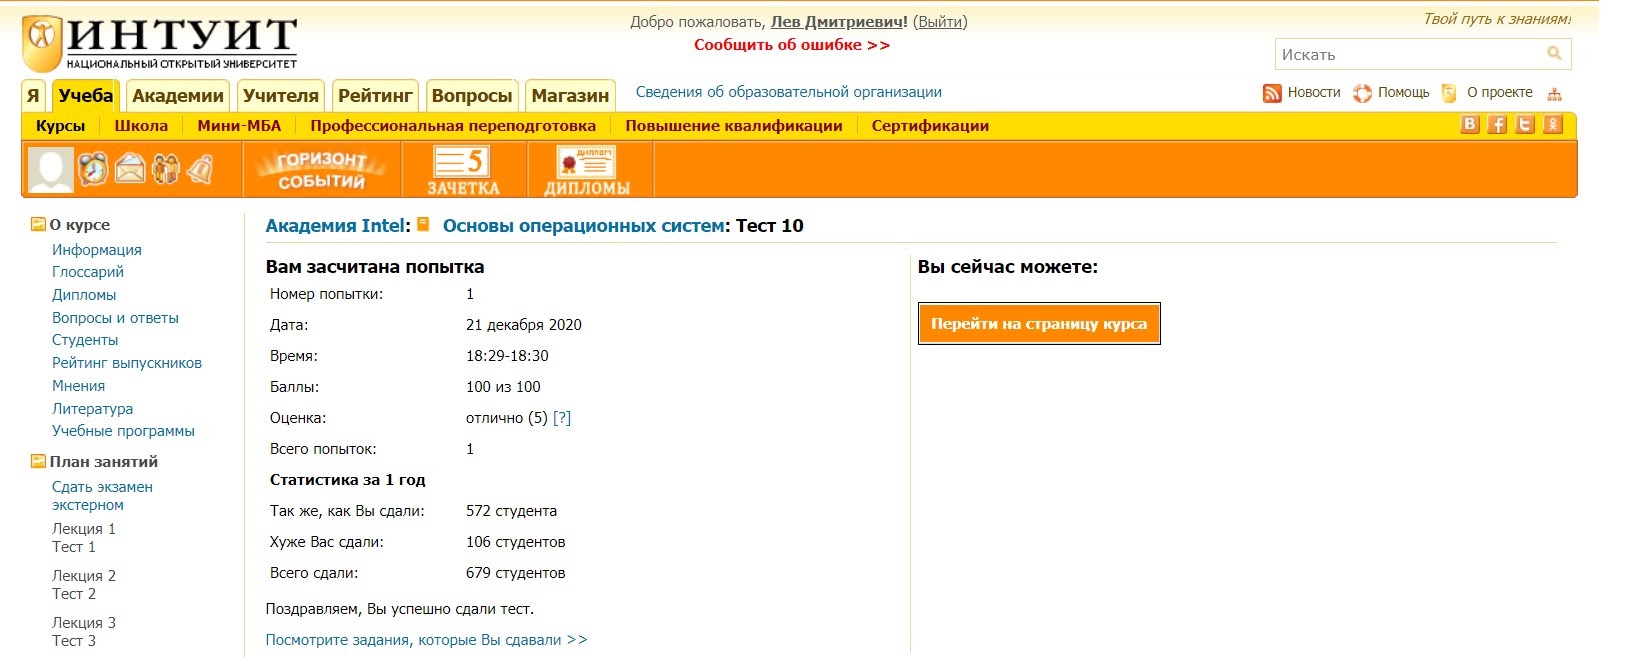 ИНТУИТ
НАЦИОНАЛЬНЫЙ ОТКРЫТЫЙ УНИВЕРСИТЕТ
Добро пожаловать, Лев Дмитриевич! (Выйти)
Сообщить об ошибке >>
Твой путь к знаниям!
Искать
Я Учеба Академии Учителя Рейтинг Вопросы Магазин Сведения об образовательной организации Новости Помощь О проекте
Курсы Школа Мини-МБА Профессиональная переподготовка Повышение квалификации Сертификации
ГОРИЗОНТ
СОБЫТИЙ
5
ЗАЧЕТКА
ДИПЛОМ
ДИПЛОМЫ
О курсе
Информация
Глоссарий
Дипломы
Вопросы и ответы
Студенты
Рейтинг выпускников
Мнения
Литература
Учебные программы
План занятий
Сдать экзамен
экстерном
Лекция 1
Тест 1
Лекция 2
Тест 2
Лекция 3
Тест 3
Академия Intel: Основы операционных систем: Тест 10
Вам засчитана попытка
Номер попытки: 1
Дата: 21 декабря 2020
Время: 18:29-18:30
Баллы: 100 из 100
Оценка: отлично (5) [?]
Всего попыток: 1
Статистика за 1 год
Так же, как Вы сдали: 572 студента
Хуже Вас сдали: 106 студентов
Всего сдали: 679 студентов
Поздравляем, Вы успешно сдали тест.
Посмотрите задания, которые Вы сдавали >>
Вы сейчас можете:
Перейти на страницу курса